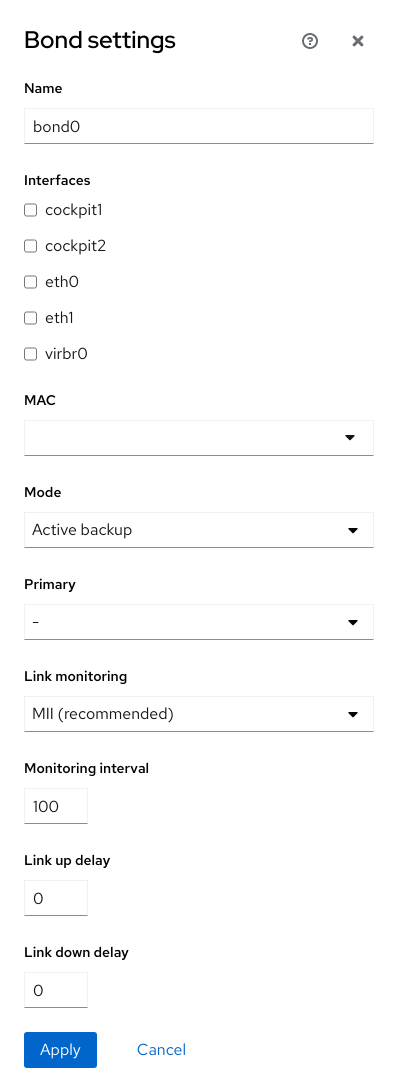 Bond settings
Name
bond0
Interfaces
cockpit1
cockpit2
eth0
eth1
virbr0
MAC
Mode
Active backup
Primary
-
Link monitoring
MII (recommended)
Monitoring interval
100
Link up delay
0
Link down delay
0
Apply Cancel